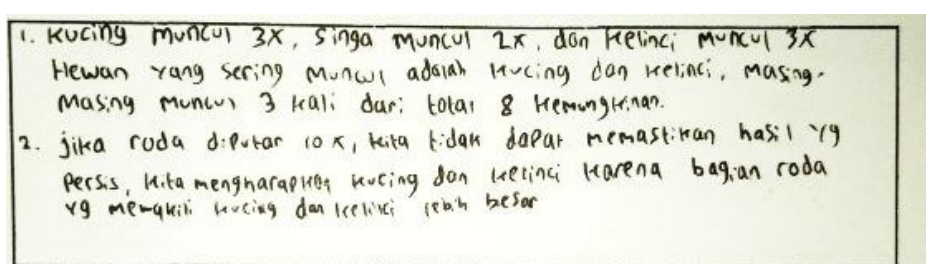 1. Kucing muncul 3x, singa muncul 2x, dan kelinci muncul 3x
Hewan yang sering muncul adalah kucing dan kelinci, masing-
masing muncul 3 kali dari total 8 kemungkinan.
2. jika roda diputar 10 x, kita tidak dapat memastikan hasil yg
persis, kita mengharapkan kucing dan kelinci karena bagian roda
yg mewakili kucing dan kelinci lebih besar